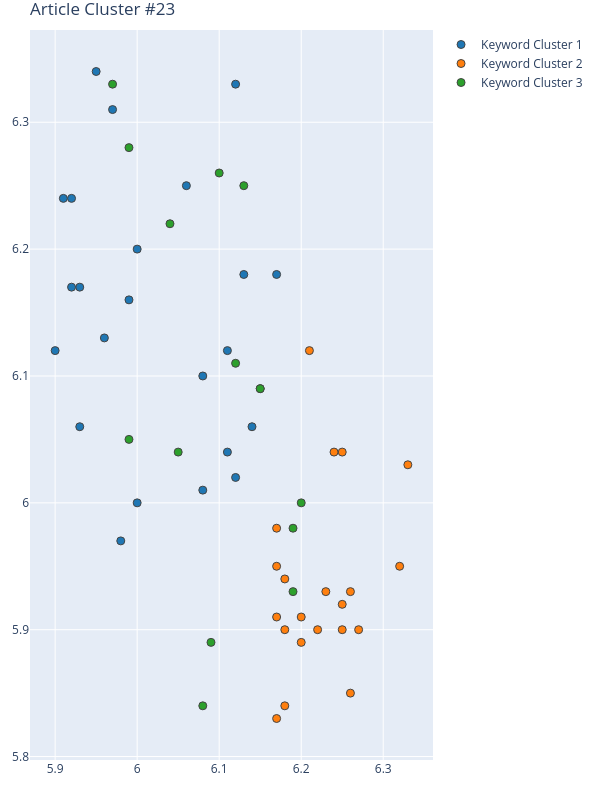 Article Cluster #23
Keyword Cluster 1
Keyword Cluster 2
Keyword Cluster 3
6.3
6.2
6.1
6
5.9
5.8
5.9 6 6.1 6.2 6.3